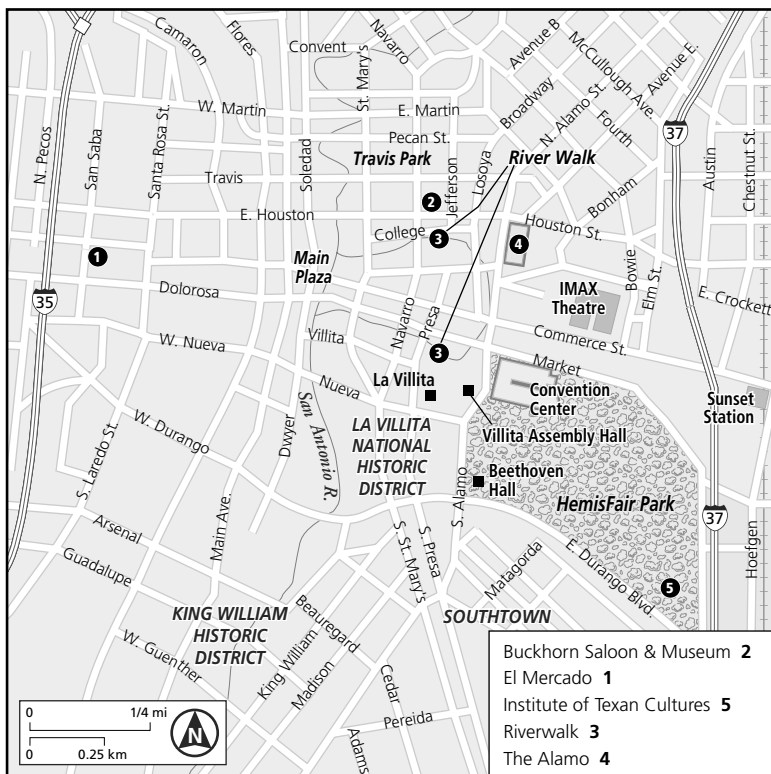 Camaron
Flores
Convent
St. Mary's
Navarro
Avenue B
McCullough Ave.
Avenue E.
W. Martin
E. Martin
Broadway
N. Alamo St.
Fourth
37
N. Pecos
San Saba
Santa Rosa St.
Soledad
Pecan St.
Travis Park
River Walk
Austin
Chestnut St.
Travis
Jefferson
Losoya
Bonham
2
E. Houston
College
3
4
Houston St.
1
Main
Plaza
IMAX
Theatre
Bowie
Elm St.
E. Crockett
35
Dolorosa
Navarro
Presa
Commerce St.
W. Nueva
Villita
3
Market
Nueva
La Villita
Convention
Center
Sunset
Station
Villita Assembly Hall
W. Durango
Dwyer
San Antonio R.
LA VILLITA
NATIONAL
HISTORIC
DISTRICT
Beethoven
Hall
S. Laredo St.
HemisFair Park
Main Ave.
S. Alamo
37
Arsenal
S. St. Mary's
S. Presa
Hoefgen
Guadalupe
Matagorda
E. Durango Blvd.
5
KING WILLIAM
HISTORIC
DISTRICT
Beauregard
SOUTHTOWN
W. Guenther
King William
Madison
Cedar
Pereida
Adams
0 1/4 mi
0 0.25 km
N
Buckhorn Saloon & Museum 2
El Mercado 1
Institute of Texan Cultures 5
Riverwalk 3
The Alamo 4